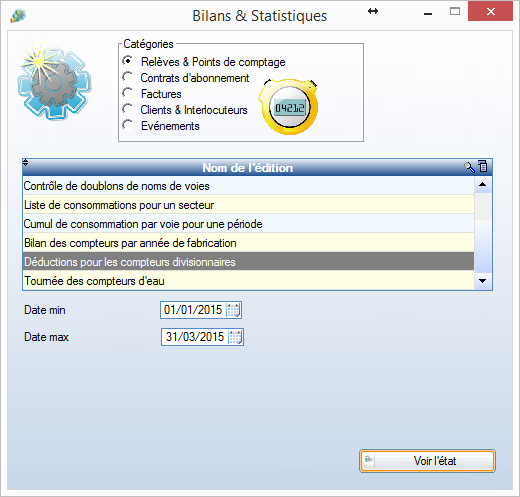 Bilans & Statistiques
Catégories
Relèves & Points de comptage
Contrats d'abonnement
Factures
Clients & Interlocuteurs
Evénements
04212
Nom de l'édition
Contrôle de doublons de noms de voies
Liste de consommations pour un secteur
Cumul de consommation par voie pour une période
Bilan des compteurs par année de fabrication
Déductions pour les compteurs divisionnaires
Tournée des compteurs d'eau
Date min 01/01/2015
Date max 31/03/2015
Voir l'état